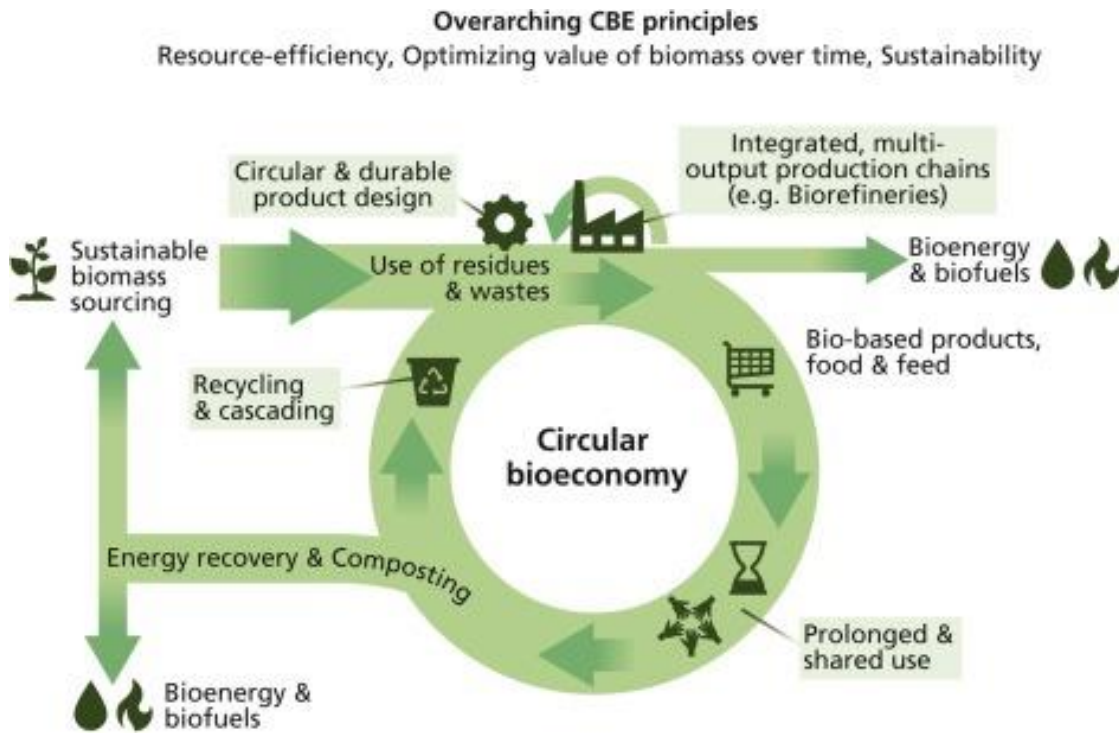 Overarching CBE principles
Resource-efficiency, Optimizing value of biomass over time, Sustainability
Circular & durable
product design
Integrated, multi-
output production chains
(e.g. Biorefineries)
Sustainable
biomass
sourcing
Use of residues
& wastes
Bioenergy
& biofuels
Bio-based products,
food & feed
Recycling
& cascading
Circular
bioeconomy
Energy recovery & Composting
Prolonged &
shared use
Bioenergy &
biofuels